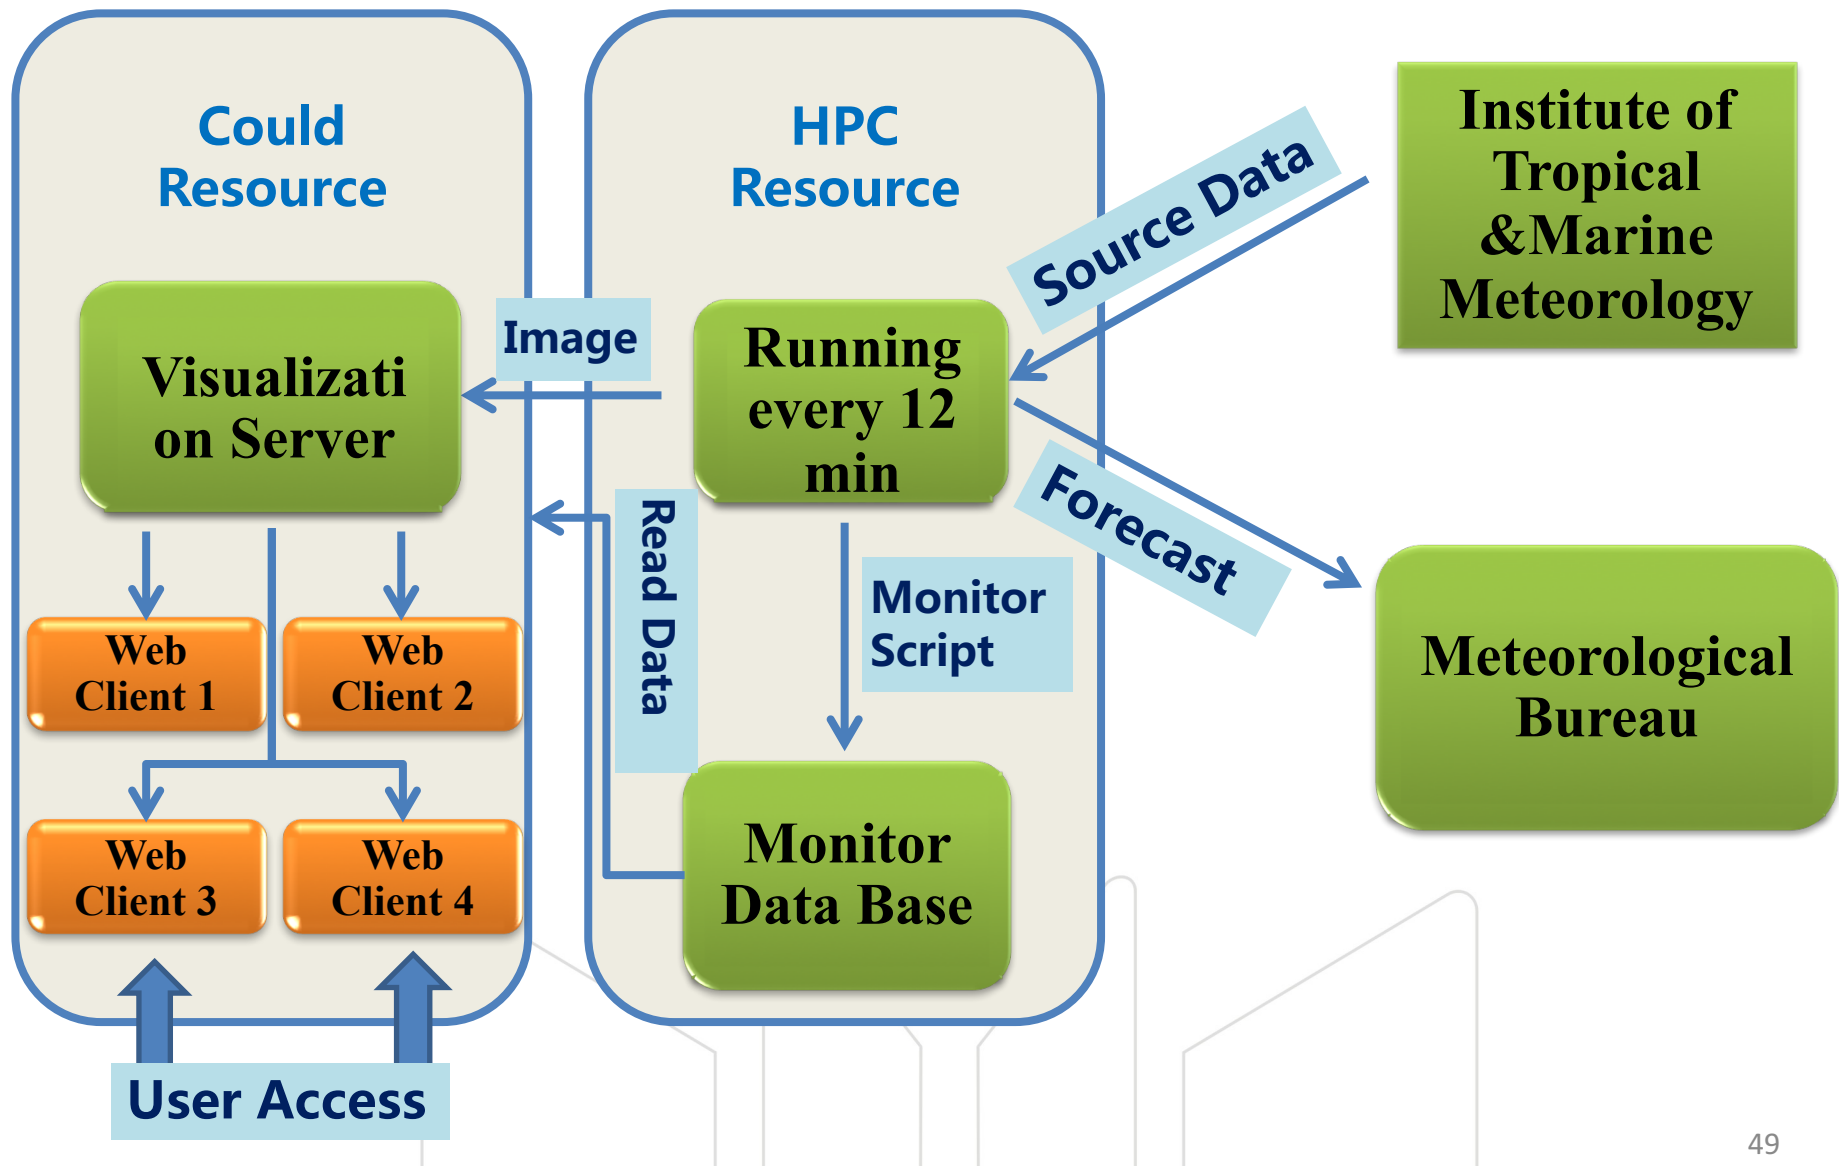 Could
Resource
HPC
Resource
Institute of
Tropical
&Marine
Meteorology
Source Data
Image
Visualizati
on Server
Running
every 12
min
Forecast
Read Data
Monitor
Script
Meteorological
Bureau
Web
Client 1
Web
Client 2
Web
Client 3
Web
Client 4
Monitor
Data Base
User Access
49